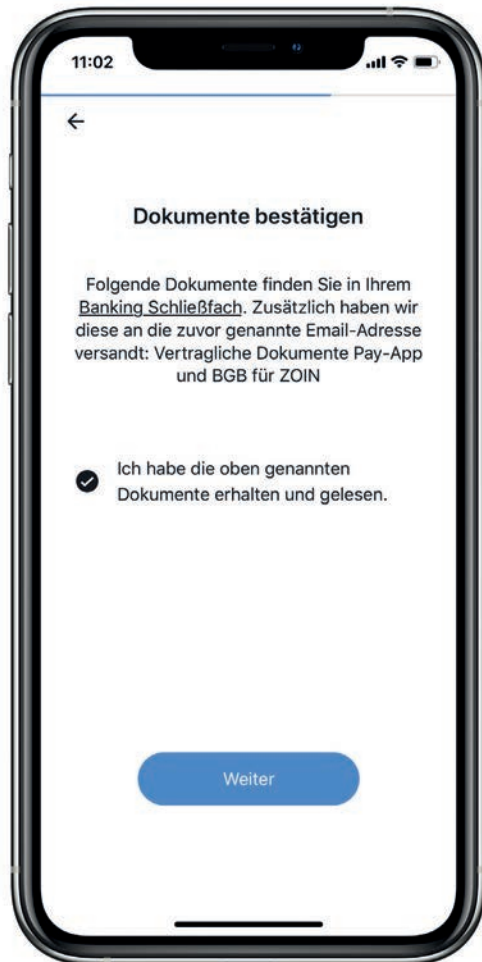 11:02
Dokumente bestätigen
Folgende Dokumente finden Sie in Ihrem
Banking Schließfach. Zusätzlich haben wir
diese an die zuvor genannte Email-Adresse
versandt: Vertragliche Dokumente Pay-App
und BGB für ZOIN
Ich habe die oben genannten
Dokumente erhalten und gelesen.
Weiter